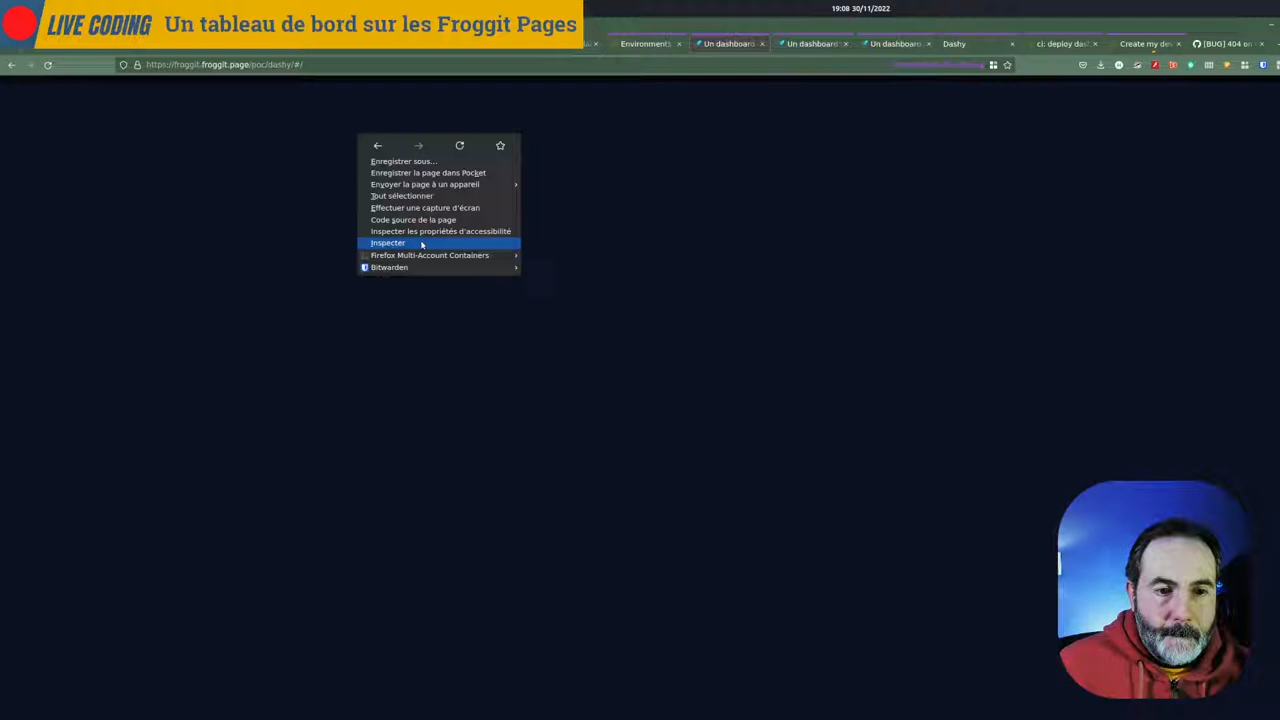 19:08 30/11/2022
LIVE CODING Un tableau de bord sur les Froggit Pages
Environments
Un dashboard
Un dashboard
Un dashboard
Dashy
ci: deploy das
Create my de
[BUG] 404 on
https://froggit.froggit.page/poc/dashy/#/
Enregistrer sous…
Enregistrer la page dans Pocket
Envoyer la page à un appareil
Tout sélectionner
Effectuer une capture d'écran
Code source de la page
Inspecter les propriétés d'accessibilité
Inspecter
Firefox Multi-Account Containers
Bitwarden